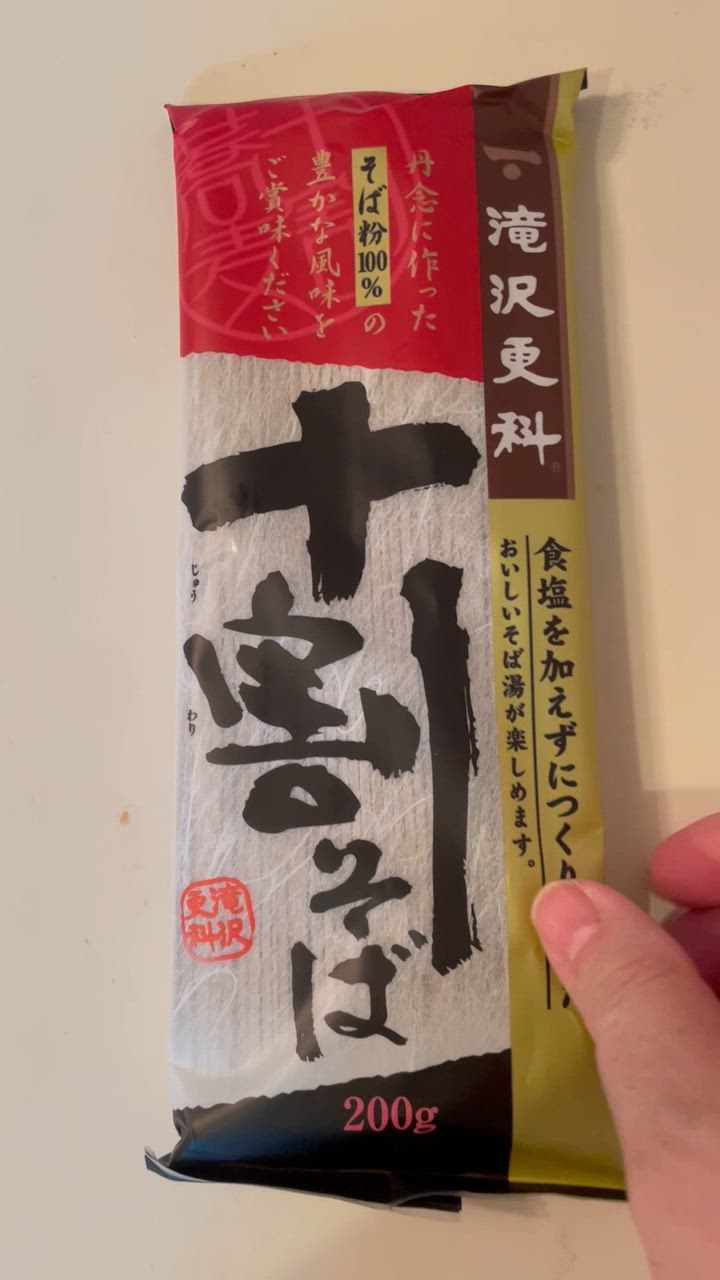 滝沢更科
丹念に作った
そば粉100%の
豊かな風味を
ご賞味ください
十割そば
じゅう
わり
食塩を加えずにつくり
おいしいそば湯が楽しめます。
滝沢
更科
200g